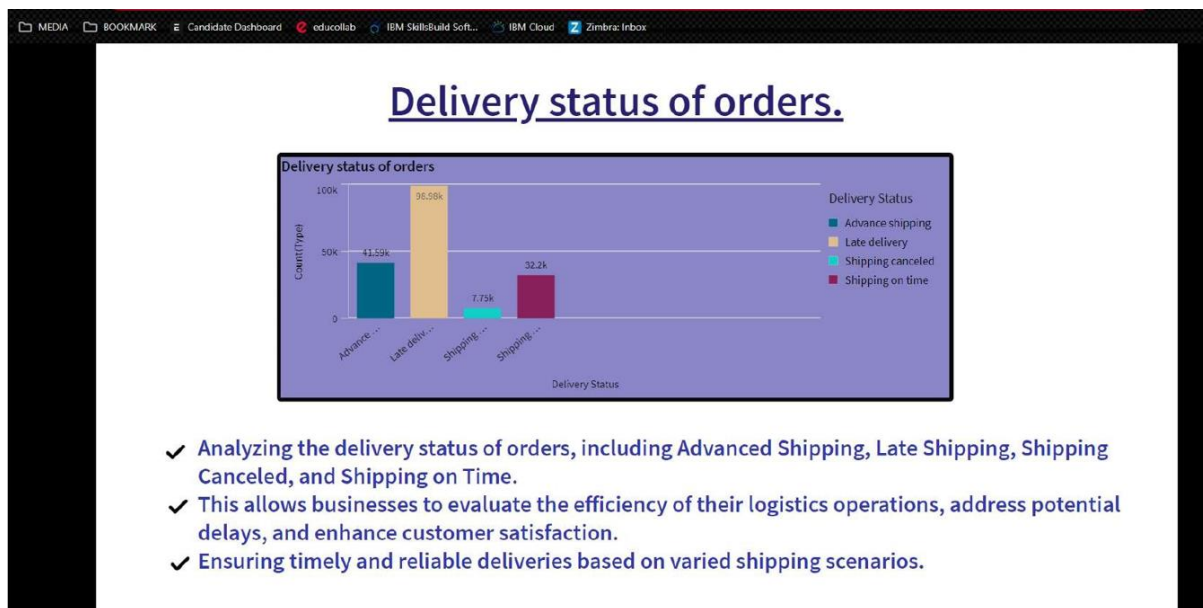 MEDIA BOOKMARK Candidate Dashboard educollab IBM SkillsBuild Soft... IBM Cloud Zimbra: Inbox
Delivery status of orders.
Delivery status of orders
100k
98.98k
Delivery Status
Advance shipping
Late delivery
Shipping canceled
Shipping on time
Count(Type)
50k
41.59k
32.2k
7.75k
0
Advance ...
Late deliv...
Shipping ...
Shipping ...
Delivery Status
Analyzing the delivery status of orders, including Advanced Shipping, Late Shipping, Shipping
Canceled, and Shipping on Time.
This allows businesses to evaluate the efficiency of their logistics operations, address potential
delays, and enhance customer satisfaction.
Ensuring timely and reliable deliveries based on varied shipping scenarios.